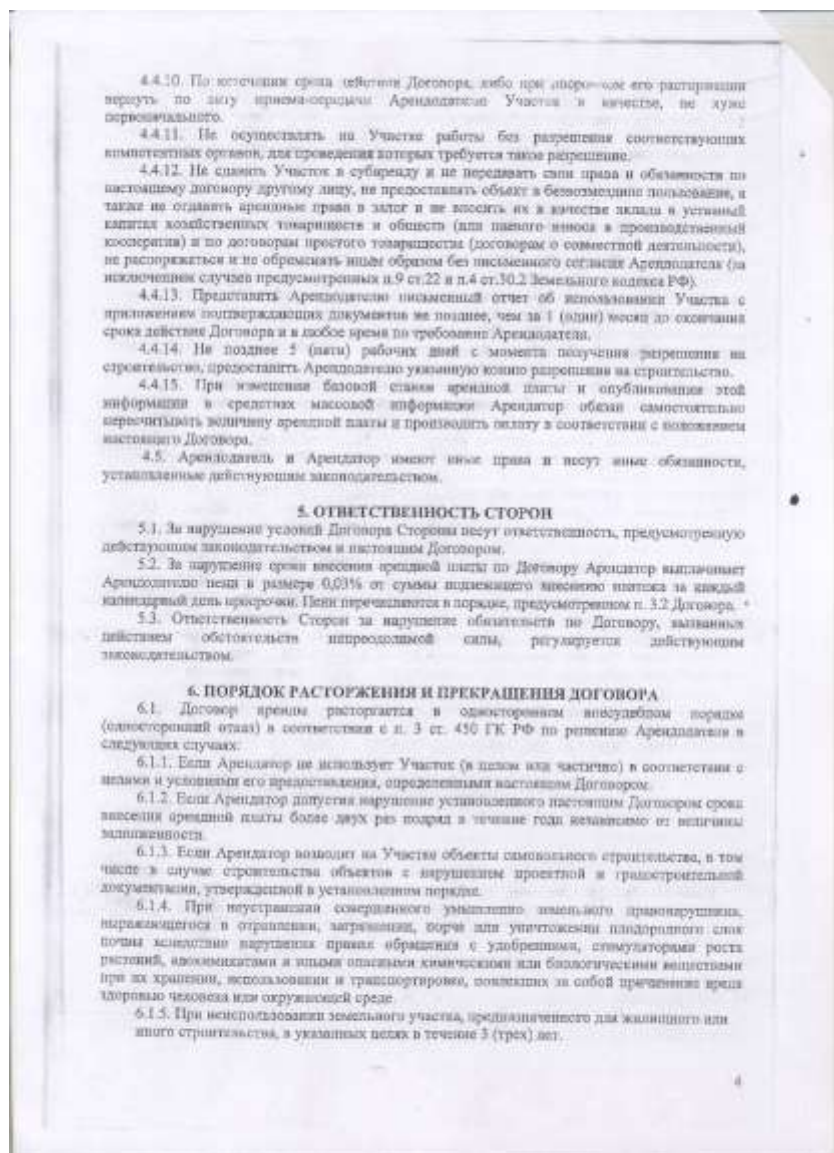 4.4.10. По истечении срока действия Договора, либо при досрочном его расторжении
вернуть по акту приема-передачи Арендодателю Участок в качестве, не хуже
первоначального.
4.4.11. Не осуществлять на Участке работы без разрешения соответствующих
компетентных органов, для проведения которых требуется такое разрешение.
4.4.12. Не сдавать Участок в субаренду и не передавать свои права и обязанности по
настоящему договору другому лицу, не предоставлять объект в безвозмездное пользование, а
также не отдавать арендные права в залог и не вносить их в качестве вклада в уставный
капитал хозяйственных товариществ и обществ (или паевого взноса в производственный
кооператив) и по договорам простого товарищества (договорам о совместной деятельности),
не распоряжаться и не обременять иным образом без письменного согласия Арендодателя (за
исключением случаев предусмотренных п.9 ст.22 и п.4 ст.30.2 Земельного кодекса РФ).
4.4.13. Представить Арендодателю письменный отчет об использовании Участка с
приложением подтверждающих документов не позднее, чем за 1 (один) месяц до окончания
срока действия Договора и в любое время по требованию Арендодателя.
4.4.14. Не позднее 5 (пяти) рабочих дней с момента получения разрешения на
строительство, предоставить Арендодателю указанную копию разрешения на строительство.
4.4.15. При изменении базовой ставки арендной платы и опубликования этой
информации в средствах массовой информации Арендатор обязан самостоятельно
пересчитывать величину арендной платы и производить оплату в соответствии с положением
настоящего Договора.
4.5. Арендодатель и Арендатор имеют иные права и несут иные обязанности,
установленные действующим законодательством.
5. ОТВЕТСТВЕННОСТЬ СТОРОН
5.1. За нарушение условий Договора Стороны несут ответственность, предусмотренную
действующим законодательством и настоящим Договором.
5.2. За нарушение срока внесения арендной платы по Договору Арендатор выплачивает
Арендодателю пени в размере 0,03% от суммы подлежащего внесению платежа за каждый
календарный день просрочки. Пени перечисляются в порядке, предусмотренном п. 3.2 Договора.
5.3. Ответственность Сторон за нарушение обязательств по Договору, вызванных
действием обстоятельств непреодолимой силы, регулируется действующим
законодательством.
6. ПОРЯДОК РАСТОРЖЕНИЯ И ПРЕКРАЩЕНИЯ ДОГОВОРА
6.1. Договор аренды расторгается в одностороннем внесудебном порядке
(односторонний отказ) в соответствии с п. 3 ст. 450 ГК РФ по решению Арендодателя в
следующих случаях:
6.1.1. Если Арендатор не использует Участок (в целом или частично) в соответствии с
целями и условиями его предоставления, определенными настоящим Договором.
6.1.2. Если Арендатор допустил нарушение установленного настоящим Договором срока
внесения арендной платы более двух раз подряд в течение года независимо от величины
задолженности.
6.1.3. Если Арендатор возводит на Участке объекты самовольного строительства, в том
числе в случае строительства объектов с нарушением проектной и градостроительной
документации, утвержденной в установленном порядке.
6.1.4. При неустранении совершенного умышленно земельного правонарушения,
выражающегося в отравлении, загрязнении, порче или уничтожении плодородного слоя
почвы вследствие нарушения правил обращения с удобрениями, стимуляторами роста
растений, ядохимикатами и иными опасными химическими или биологическими веществами
при их хранении, использовании и транспортировке, повлекших за собой причинение вреда
здоровью человека или окружающей среде.
6.1.5. При неиспользовании земельного участка, предназначенного для жилищного или
иного строительства, в указанных целях в течение 3 (трех) лет.
4